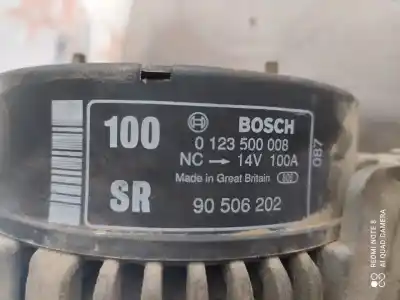 100
BOSCH
0 123 500 008
NC → 14V 100A
Made in Great Britain
SR
90 506 202
087
REDMI NOTE 8
AI QUAD CAMERA